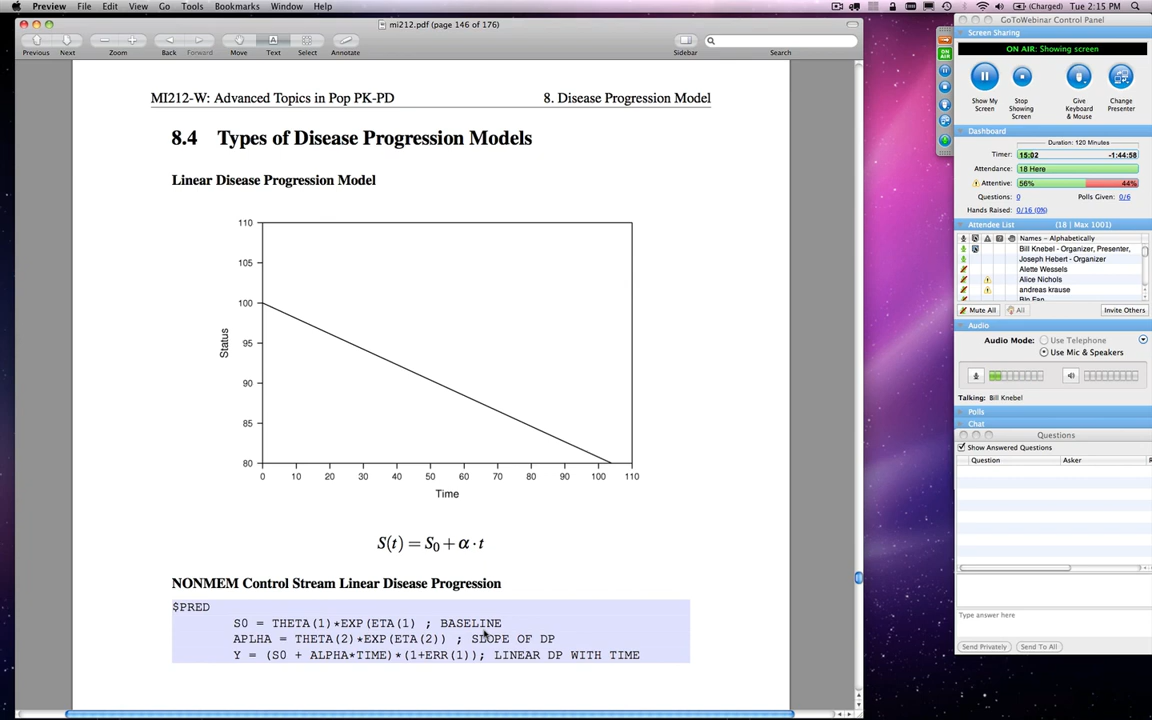 Preview File Edit View Go Tools Bookmarks Window Help
(Charged) Tue 2:15 PM
mi212.pdf (page 146 of 176)
Previous Next Zoom Back Forward Move Text Select Annotate Sidebar Search
MI212-W: Advanced Topics in Pop PK-PD 8. Disease Progression Model
8.4 Types of Disease Progression Models
Linear Disease Progression Model
110
105
100
95
90
85
80
Status
0 10 20 30 40 50 60 70 80 90 100 110
Time
S(t) = S0 + α · t
NONMEM Control Stream Linear Disease Progression
$PRED
S0 = THETA(1)*EXP(ETA(1) ; BASELINE
APLHA = THETA(2)*EXP(ETA(2)) ; SLOPE OF DP
Y = (S0 + ALPHA*TIME)*(1+ERR(1)); LINEAR DP WITH TIME
GoToWebinar Control Panel
Screen Sharing
ON AIR: Showing screen
Show My Screen
Stop Showing Screen
Give Keyboard & Mouse
Change Presenter
Dashboard
Duration: 120 Minutes
Timer: 15:02 -1:44:58
Attendance: 18 Here
Attentive: 56% 44%
Questions: 0 Polls Given: 0/6
Hands Raised: 0/16 (0%)
Attendee List (18 | Max 1001)
Names - Alphabetically
Bill Knebel - Organizer, Presenter,
Joseph Hebert - Organizer
Alette Wessels
Alice Nichols
andreas krause
Mute All All Invite Others
Audio
Audio Mode: Use Telephone
Use Mic & Speakers
Talking: Bill Knebel
Polls
Chat
Questions
Show Answered Questions
Question Asker
Type answer here
Send Privately Send To All